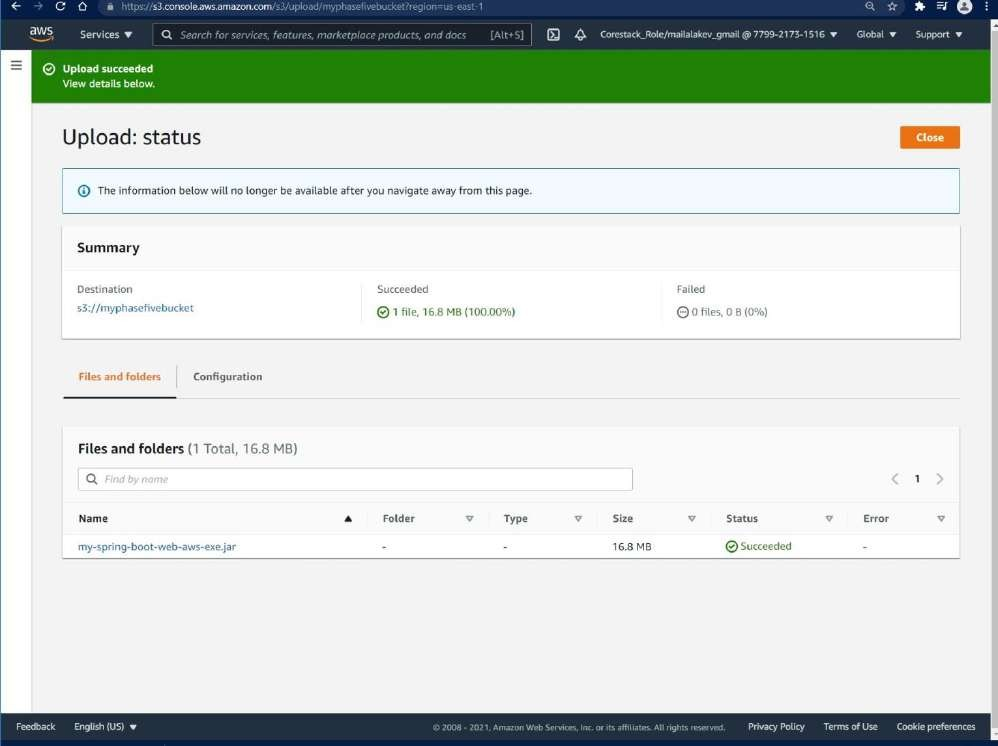 https://s3.console.aws.amazon.com/s3/upload/myphasefivebucket?region=us-east-1
aws Services ▼ Search for services, features, marketplace products, and docs [Alt+S] Corestack_Role/mailalakev_gmail @ 7799-2173-1516 ▼ Global ▼ Support ▼
Upload succeeded
View details below.
Upload: status Close
The information below will no longer be available after you navigate away from this page.
Summary
Destination Succeeded Failed
s3://myphasefivebucket 1 file, 16.8 MB (100.00%) 0 files, 0 B (0%)
Files and folders Configuration
Files and folders (1 Total, 16.8 MB)
Find by name < 1 >
Name Folder Type Size Status Error
my-spring-boot-web-aws-exe.jar - - 16.8 MB Succeeded -
Feedback English (US) ▼ © 2008 - 2021, Amazon Web Services, Inc. or its affiliates. All rights reserved. Privacy Policy Terms of Use Cookie preferences